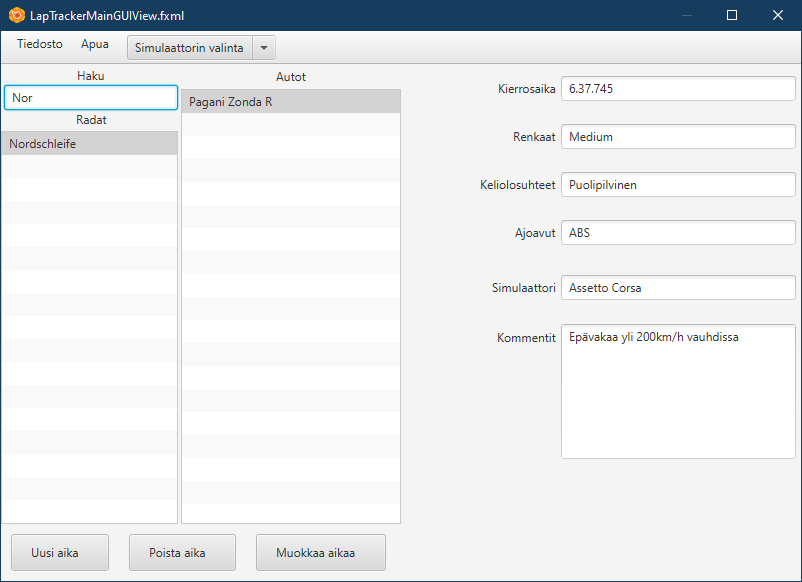 LapTrackerMainGUIView.fxml
Tiedosto Apua Simulaattorin valinta
Haku
Nor
Radat
Nordschleife
Autot
Pagani Zonda R
Kierrosaika 6.37.745
Renkaat Medium
Keliolosuhteet Puolipilvinen
Ajoavut ABS
Simulaattori Assetto Corsa
Kommentit Epävakaa yli 200km/h vauhdissa
Uusi aika Poista aika Muokkaa aikaa